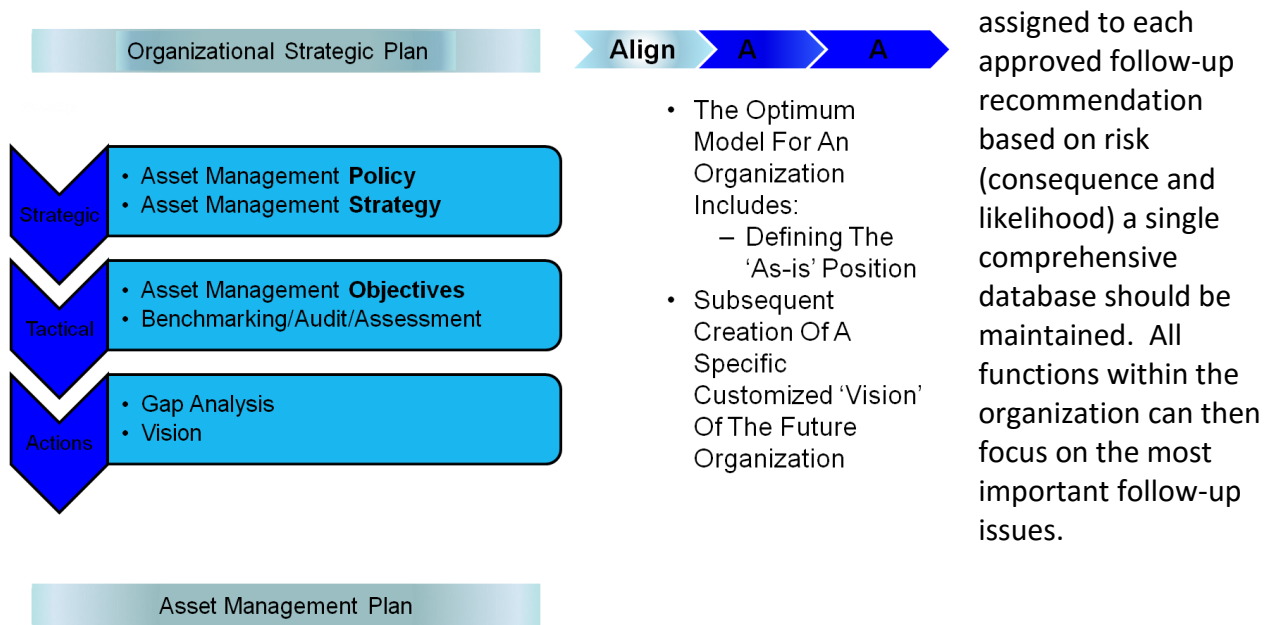 Organizational Strategic Plan
Strategic
• Asset Management Policy
• Asset Management Strategy
Tactical
• Asset Management Objectives
• Benchmarking/Audit/Assessment
Actions
• Gap Analysis
• Vision
Asset Management Plan
Align A A
• The Optimum
Model For An
Organization
Includes:
– Defining The
‘As-is’ Position
• Subsequent
Creation Of A
Specific
Customized ‘Vision’
Of The Future
Organization
assigned to each
approved follow-up
recommendation
based on risk
(consequence and
likelihood) a single
comprehensive
database should be
maintained.  All
functions within the
organization can then
focus on the most
important follow-up
issues.